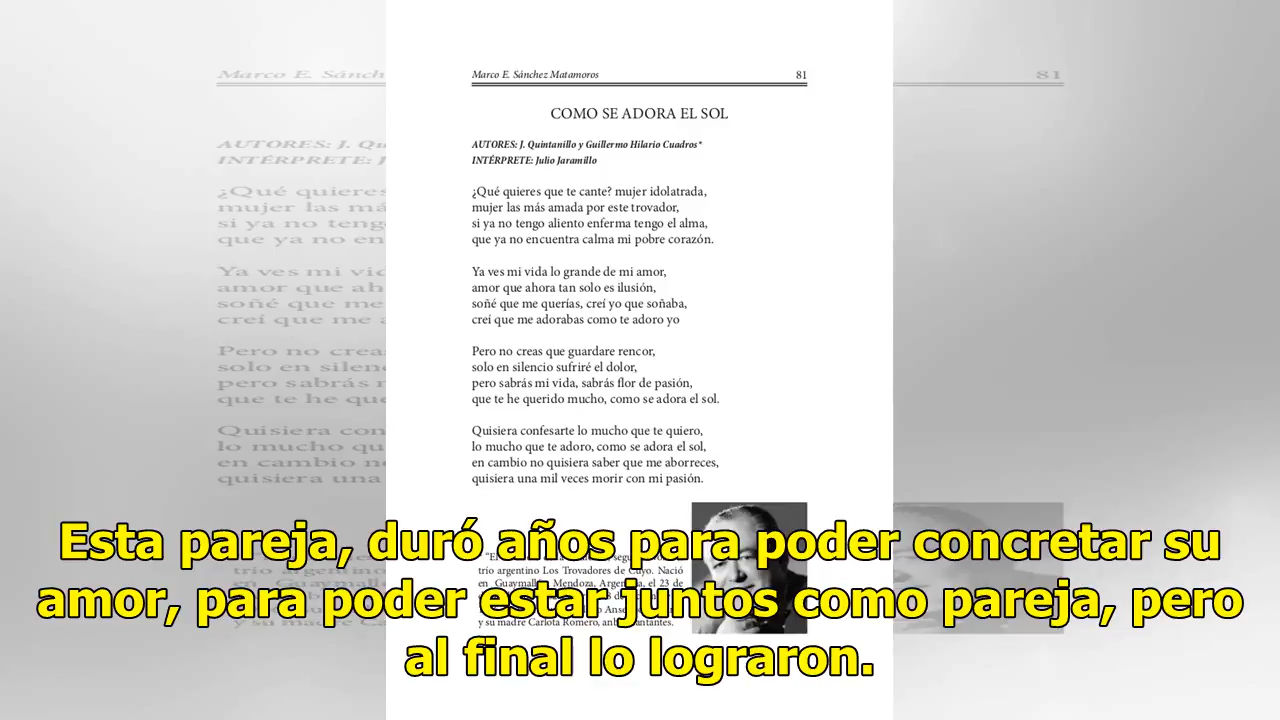 Marco E. Sánchez Matamoros 81
COMO SE ADORA EL SOL
AUTORES: J. Quintanillo y Guillermo Hilario Cuadros*
INTÉRPRETE: Julio Jaramillo
¿Qué quieres que te cante? mujer idolatrada,
mujer las más amada por este trovador,
si ya no tengo aliento enferma tengo el alma,
que ya no encuentra calma mi pobre corazón.
Ya ves mi vida lo grande de mi amor,
amor que ahora tan solo es ilusión,
soñé que me querías, creí yo que soñaba,
creí que me adorabas como te adoro yo
Pero no creas que guardare rencor,
solo en silencio sufriré el dolor,
pero sabrás mi vida, sabrás flor de pasión,
que te he querido mucho, como se adora el sol.
Quisiera confesarte lo mucho que te quiero,
lo mucho que te adoro, como se adora el sol,
en cambio no quisiera saber que me aborreces,
quisiera una mil veces morir con mi pasión.
trío argentino Los Trovadores de Cuyo. Nació
en Guaymallén, Mendoza, el 23 de
y su madre Carlota Romero,
Esta pareja, duró años para poder concretar su
amor, para poder estar juntos como pareja, pero
al final lo lograron.